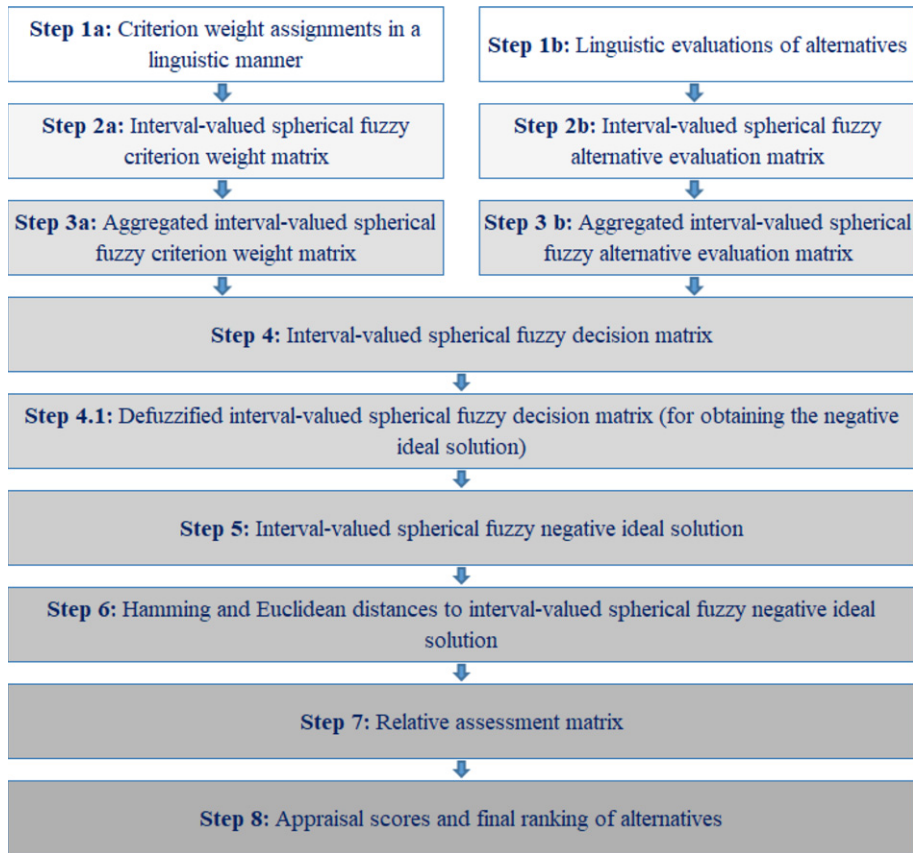 Step 1a: Criterion weight assignments in a
linguistic manner
Step 1b: Linguistic evaluations of alternatives
Step 2a: Interval-valued spherical fuzzy
criterion weight matrix
Step 2b: Interval-valued spherical fuzzy
alternative evaluation matrix
Step 3a: Aggregated interval-valued spherical
fuzzy criterion weight matrix
Step 3 b: Aggregated interval-valued spherical
fuzzy alternative evaluation matrix
Step 4: Interval-valued spherical fuzzy decision matrix
Step 4.1: Defuzzified interval-valued spherical fuzzy decision matrix (for obtaining the negative
ideal solution)
Step 5: Interval-valued spherical fuzzy negative ideal solution
Step 6: Hamming and Euclidean distances to interval-valued spherical fuzzy negative ideal
solution
Step 7: Relative assessment matrix
Step 8: Appraisal scores and final ranking of alternatives